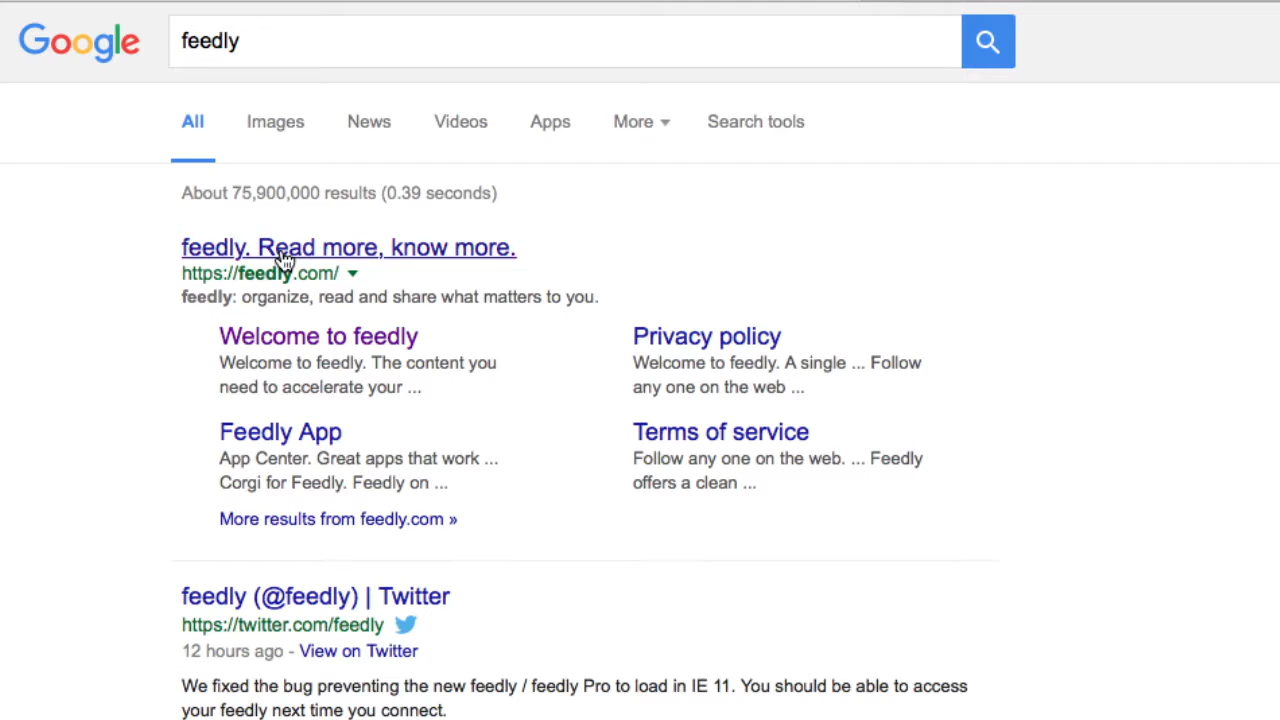 Google
feedly
All Images News Videos Apps More Search tools
About 75,900,000 results (0.39 seconds)
feedly. Read more, know more.
https://feedly.com/
feedly: organize, read and share what matters to you.
Welcome to feedly
Welcome to feedly. The content you
need to accelerate your ...
Privacy policy
Welcome to feedly. A single ... Follow
any one on the web ...
Feedly App
App Center. Great apps that work ...
Corgi for Feedly. Feedly on ...
Terms of service
Follow any one on the web. ... Feedly
offers a clean ...
More results from feedly.com »
feedly (@feedly) | Twitter
https://twitter.com/feedly
12 hours ago - View on Twitter
We fixed the bug preventing the new feedly / feedly Pro to load in IE 11. You should be able to access
your feedly next time you connect.